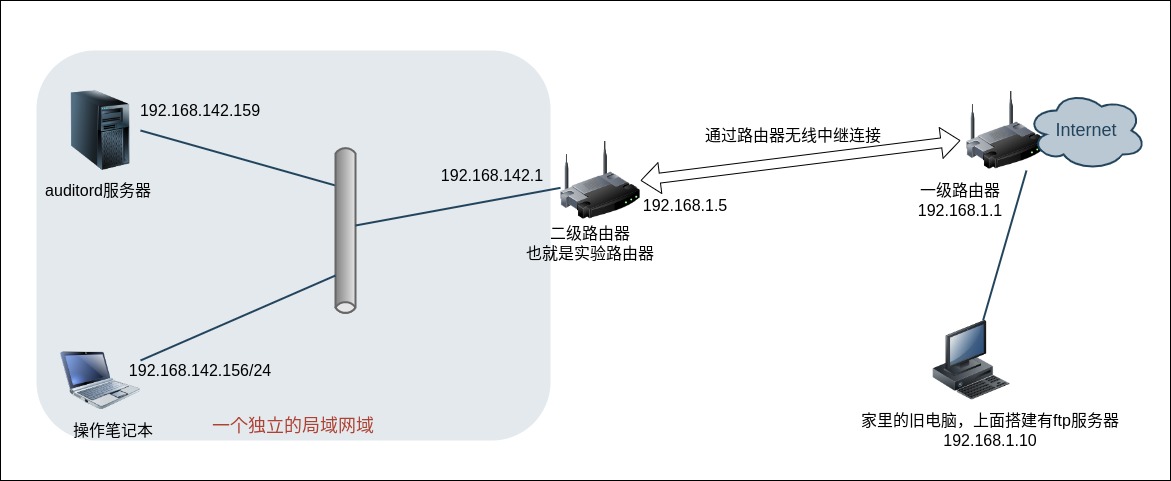 192.168.142.159
auditord服务器
192.168.142.1
192.168.142.156/24
操作笔记本
一个独立的局域网域
二级路由器
也就是实验路由器
192.168.1.5
通过路由器无线中继连接
Internet
一级路由器
192.168.1.1
家里的旧电脑，上面搭建有ftp服务器
192.168.1.10